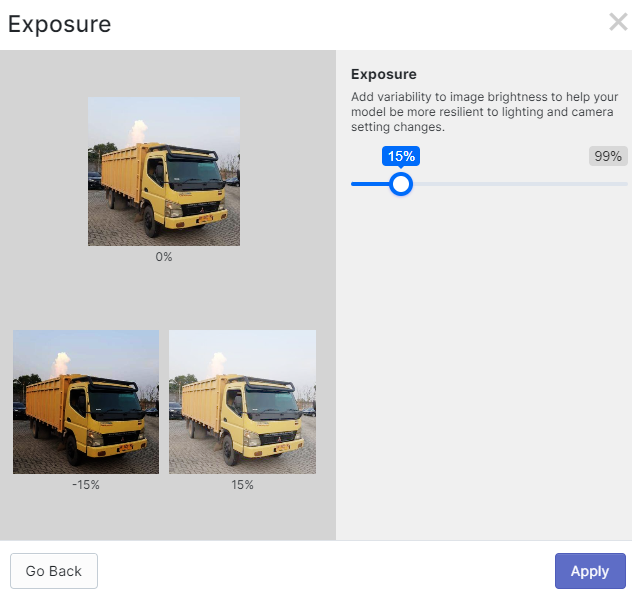 Exposure
Exposure
Add variability to image brightness to help your
model be more resilient to lighting and camera
setting changes.
15%
99%
0%
-15%
15%
Go Back
Apply